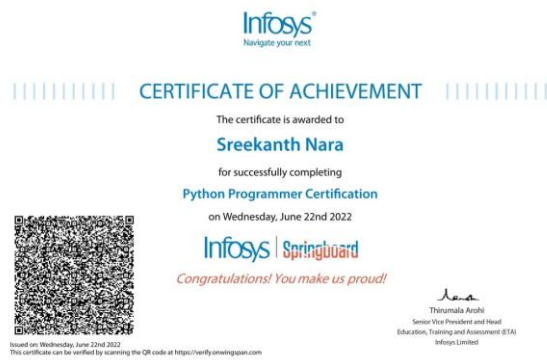 Infosys®
Navigate your next
CERTIFICATE OF ACHIEVEMENT
The certificate is awarded to
Sreekanth Nara
for successfully completing
Python Programmer Certification
on Wednesday, June 22nd 2022
Infosys | Springboard
Congratulations! You make us proud!
Thirumala Arohi
Senior Vice President and Head
Education, Training and Assessment (ETA)
Infosys Limited
Issued on: Wednesday, June 22nd 2022
This certificate can be verified by scanning the QR code at https://verify.onwingspan.com